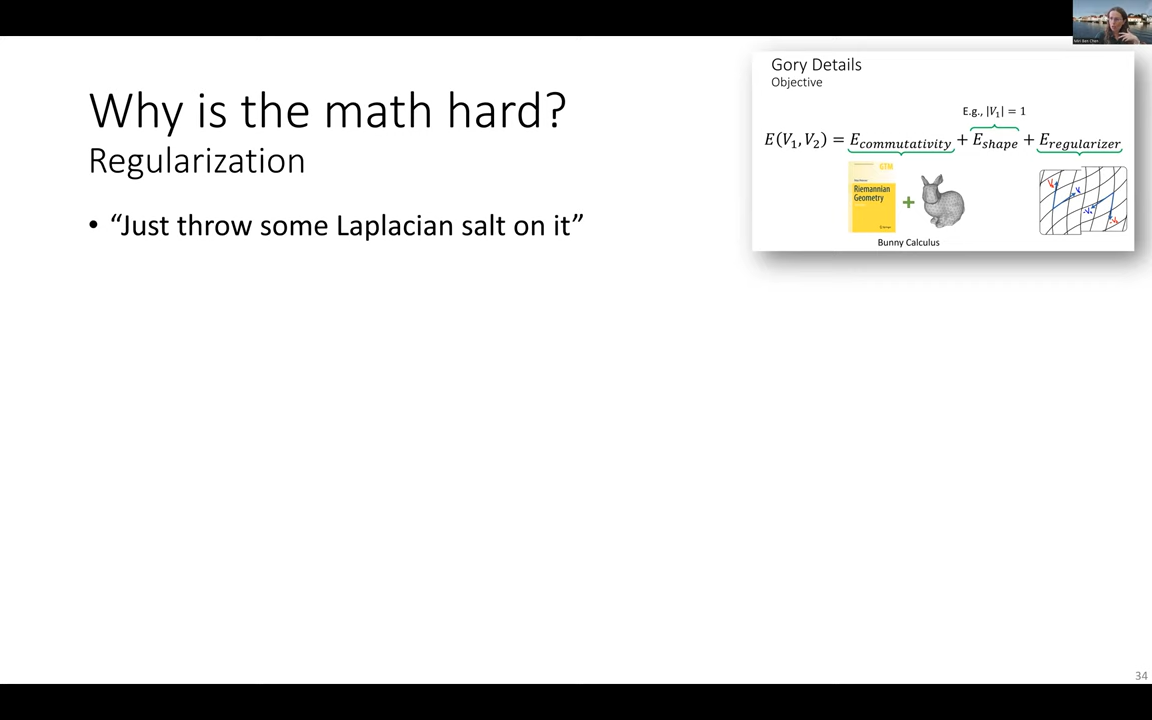 Why is the math hard?
Regularization
• “Just throw some Laplacian salt on it”
Gory Details
Objective
E.g., |V₁| = 1
E(V₁, V₂) = E_commutativity + E_shape + E_regularizer
GTM
Riemannian
Geometry
+
Bunny Calculus
34